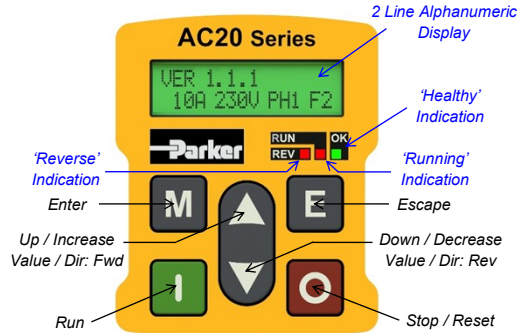 2 Line Alphanumeric
Display
AC20 Series
VER 1.1.1
10A 230V PH1 F2
'Healthy'
Indication
Parker
RUN
OK
REV
'Reverse'
Indication
'Running'
Indication
M
E
Enter
Escape
Up / Increase
Value / Dir: Fwd
Down / Decrease
Value / Dir: Rev
I
O
Run
Stop / Reset